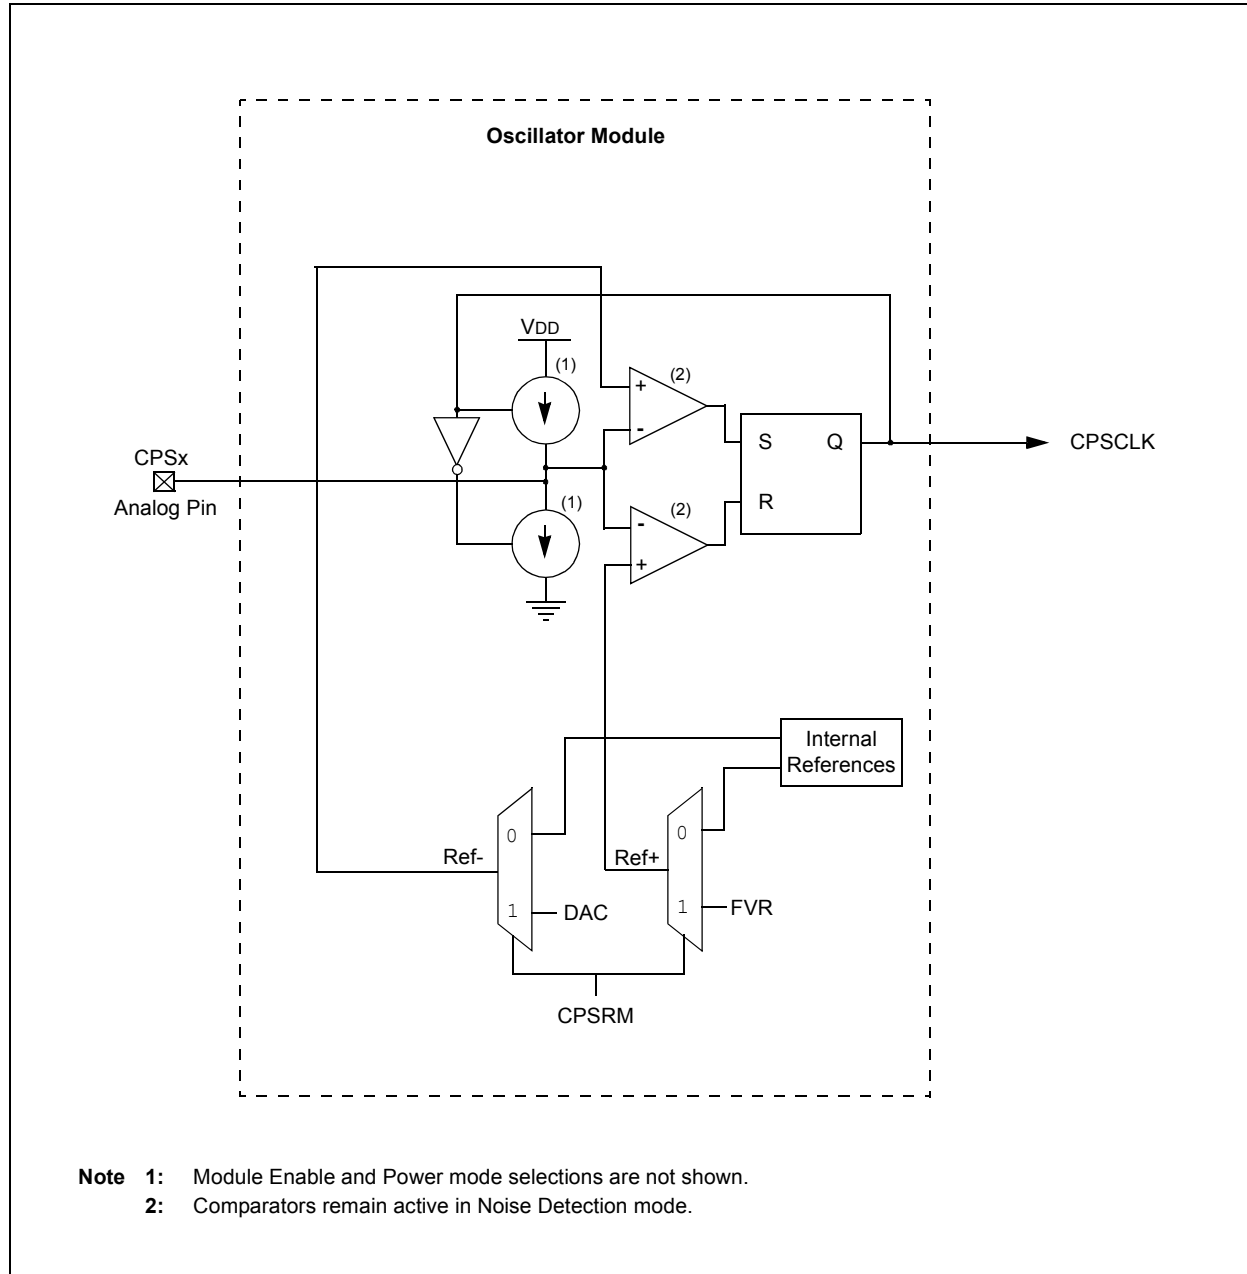 Oscillator Module
VDD
(1)
(2)
+
-
S Q
CPSCLK
CPSx
Analog Pin
(1)
(2)
R
-
+
Internal
References
0
0
Ref-
Ref+
1
DAC
1
FVR
CPSRM
Note 1: Module Enable and Power mode selections are not shown.
2: Comparators remain active in Noise Detection mode.